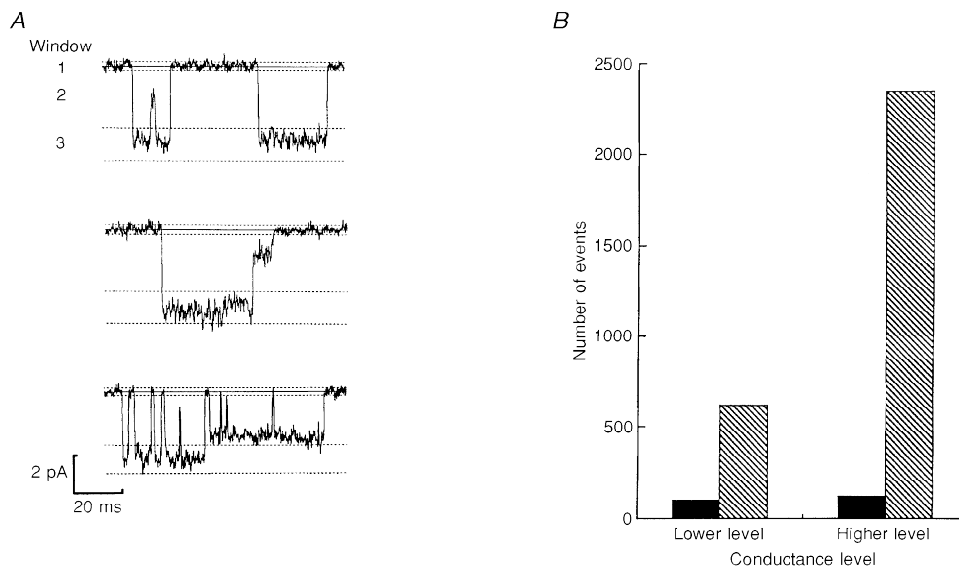 A
Window
1
2
3
2 pA
20 ms
B
2500
2000
1500
1000
500
0
Number of events
Lower level
Higher level
Conductance level